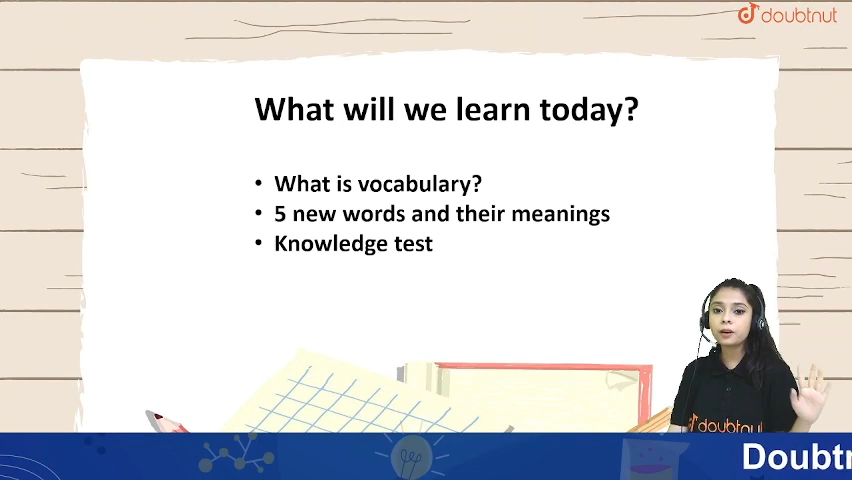 doubtnut
What will we learn today?
• What is vocabulary?
• 5 new words and their meanings
• Knowledge test
doubtnut
Doubtn